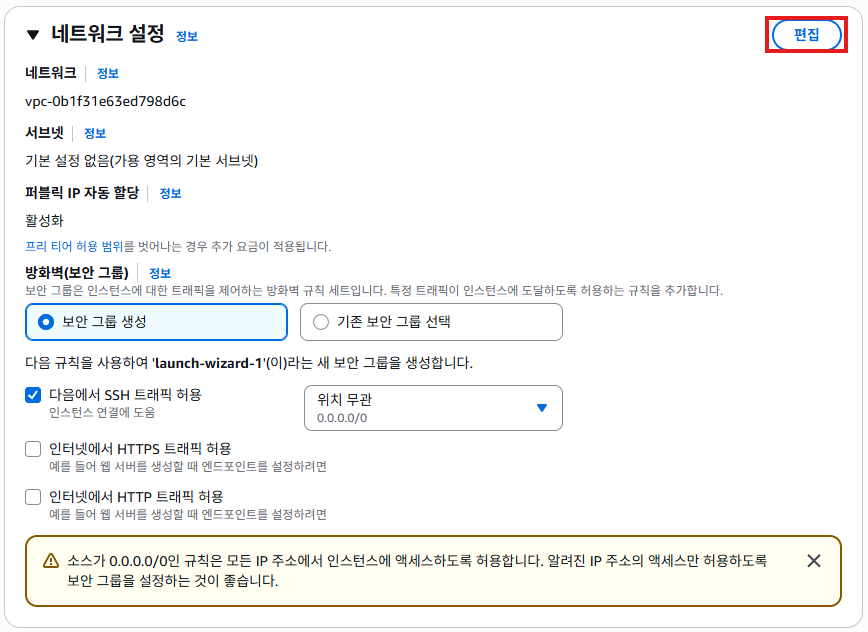 네트워크 설정 정보
편집
네트워크 정보
vpc-0b1f31e63ed798d6c
서브넷 정보
기본 설정 없음(가용 영역의 기본 서브넷)
퍼블릭 IP 자동 할당 정보
활성화
프리 티어 허용 범위를 벗어나는 경우 추가 요금이 적용됩니다.
방화벽(보안 그룹) 정보
보안 그룹은 인스턴스에 대한 트래픽을 제어하는 방화벽 규칙 세트입니다. 특정 트래픽이 인스턴스에 도달하도록 허용하는 규칙을 추가합니다.
보안 그룹 생성
기존 보안 그룹 선택
다음 규칙을 사용하여 'launch-wizard-1'(이)라는 새 보안 그룹을 생성합니다.
다음에서 SSH 트래픽 허용
인스턴스 연결에 도움
위치 무관
0.0.0.0/0
인터넷에서 HTTPS 트래픽 허용
예를 들어 웹 서버를 생성할 때 엔드포인트를 설정하려면
인터넷에서 HTTP 트래픽 허용
예를 들어 웹 서버를 생성할 때 엔드포인트를 설정하려면
소스가 0.0.0.0/0인 규칙은 모든 IP 주소에서 인스턴스에 액세스하도록 허용합니다. 알려진 IP 주소의 액세스만 허용하도록
보안 그룹을 설정하는 것이 좋습니다.